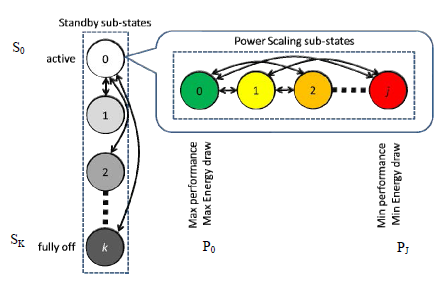 Standby sub-states
S0
active
0
1
2
SK
fully off
k
Power Scaling sub-states
0
1
2
j
Max performance
Max Energy draw
Min performance
Min Energy draw
P0
PJ